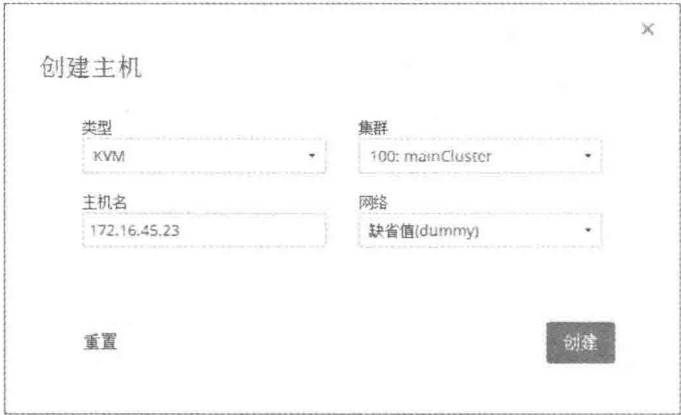 创建主机
类型
KVM
集群
100: mainCluster
主机名
172.16.45.23
网络
缺省值(dummy)
重置
创建